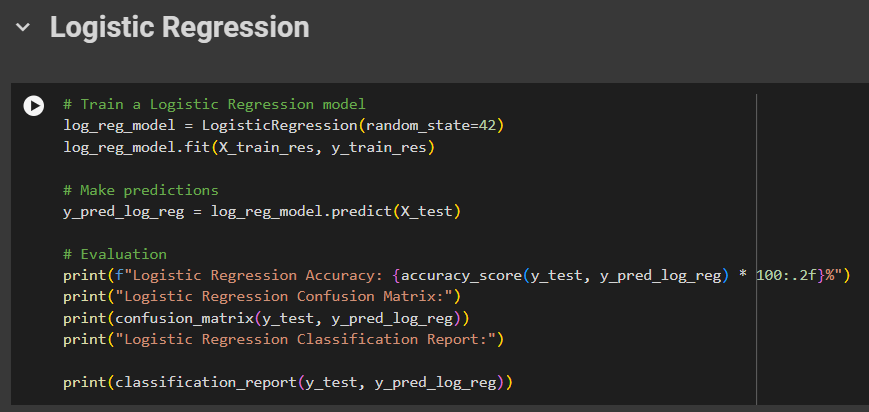 Logistic Regression
# Train a Logistic Regression model
log_reg_model = LogisticRegression(random_state=42)
log_reg_model.fit(X_train_res, y_train_res)
# Make predictions
y_pred_log_reg = log_reg_model.predict(X_test)
# Evaluation
print(f"Logistic Regression Accuracy: {accuracy_score(y_test, y_pred_log_reg) * 100:.2f}%")
print("Logistic Regression Confusion Matrix:")
print(confusion_matrix(y_test, y_pred_log_reg))
print("Logistic Regression Classification Report:")
print(classification_report(y_test, y_pred_log_reg))